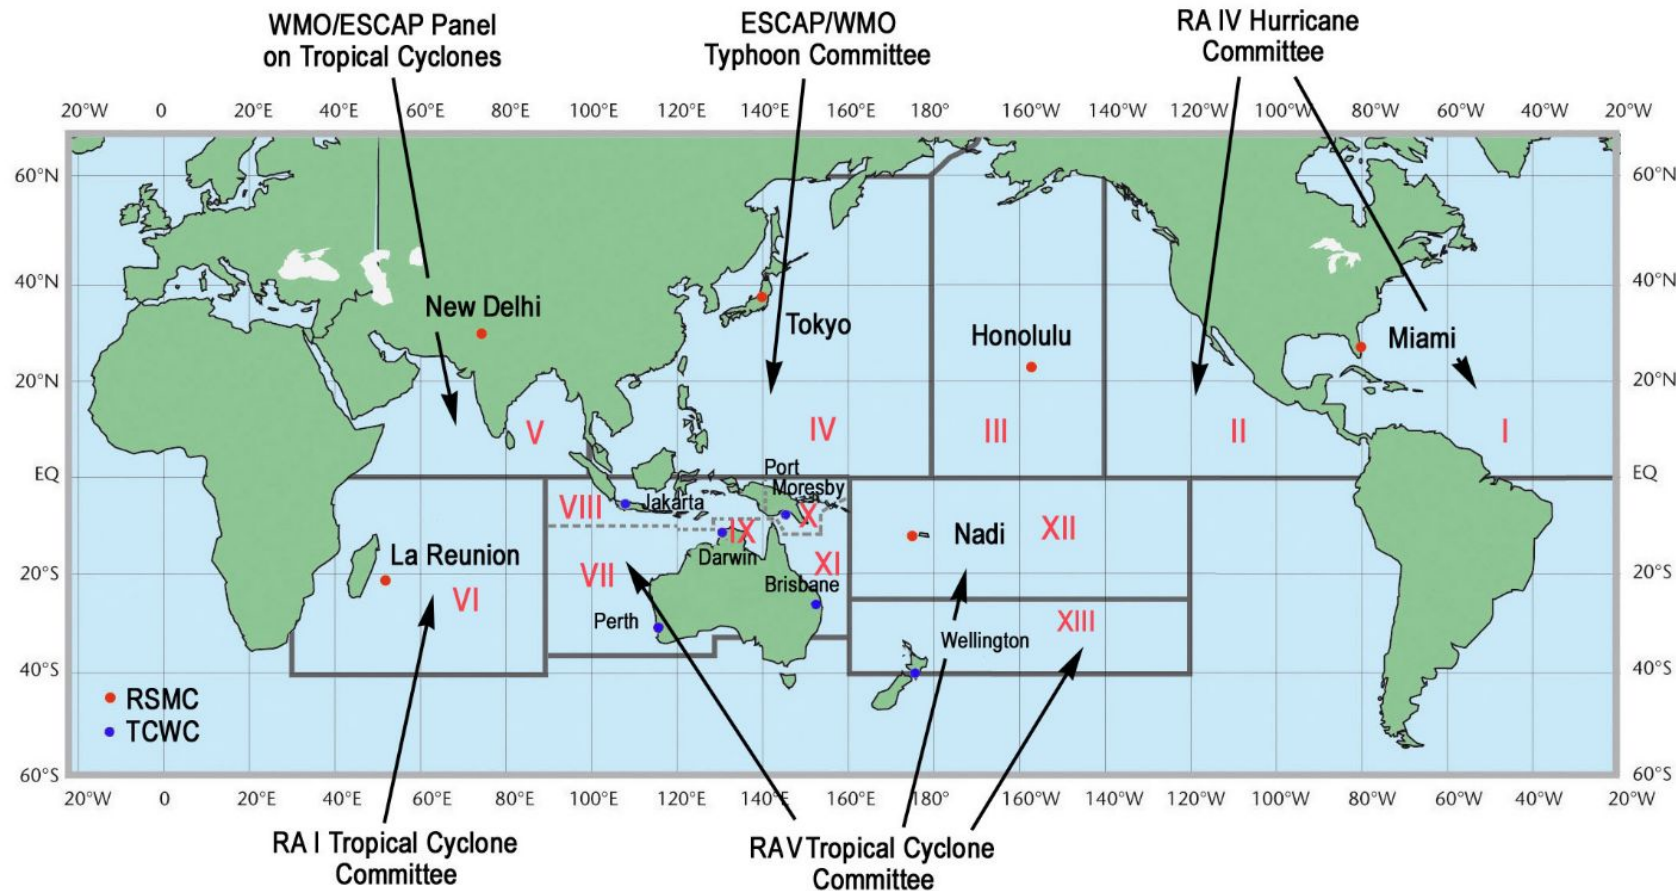 WMO/ESCAP Panel
on Tropical Cyclones
ESCAP/WMO
Typhoon Committee
RA IV Hurricane
Committee
20°W 0 20°E 40°E 60°E 80°E 100°E 120°E 140°E 160°E 180° 160°W 140°W 120°W 100°W 80°W 60°W 40°W 20°W
60°N 60°N
40°N 40°N
New Delhi
Tokyo
Honolulu
Miami
20°N 20°N
V IV III II I
EQ EQ
Port
Moresby
VIII Jakarta
X
IX
Darwin
Nadi XII
La Reunion
XI
20°S 20°S
VII
Brisbane
VI
Perth
XIII
Wellington
40°S 40°S
RSMC
TCWC
60°S 60°S
20°W 0 20°E 40°E 60°E 80°E 100°E 120°E 140°E 160°E 180° 160°W 140°W 120°W 100°W 80°W 60°W 40°W 20°W
RA I Tropical Cyclone
Committee
RA V Tropical Cyclone
Committee